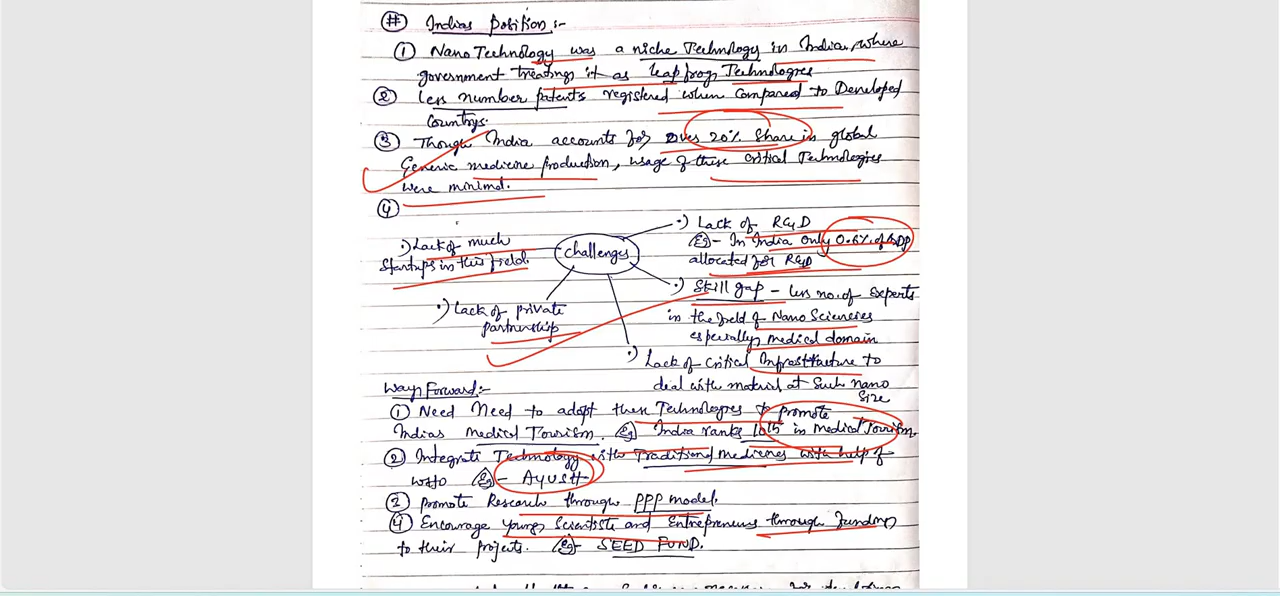 # Indias position :-
① NanoTechnology was a niche Technology in India, where
government treating it as leapfrog Technologies
② less number patents registered when compared to Developed
Countrys.
③ Though India accounts for over 20% share in global
Generic medicine production, usage of these critical Technologies
were minimal.
④
challenges
·) Lack of R&D
(Eg)- In India only 0.6% of GDP
allocated for R&D
·) Skill gap - less no. of experts
in the field of Nano Sciencies
especially medical domain
·) Lack of critical Infrastructure to
deal with material at such nano
size
·) Lack of much
startups in this field.
·) Lack of private
partnership
Way Forward :-
① Need Need to adopt these Technologies to promote
Indias Medical Tourism. (Eg) India ranks 10th in Medical Tourism.
② Integrate Technology with Traditional medicines with help of
WHO (Eg)- AYUSH
③ promote Research through PPP model.
④ Encourage young Scientists and Entrepreneurs through funding
to their projects. (Eg)- SEED FUND.